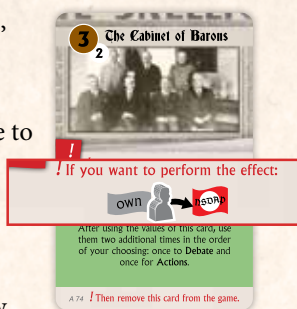 ,
3
The Cabinet of Barons
2
e to
!
! If you want to perform the effect:
OWN
NSDAP
After using the values of this card, use
them two additional times in the order
of your choosing: once to Debate and
once for Actions.
A 74 ! Then remove this card from the game.